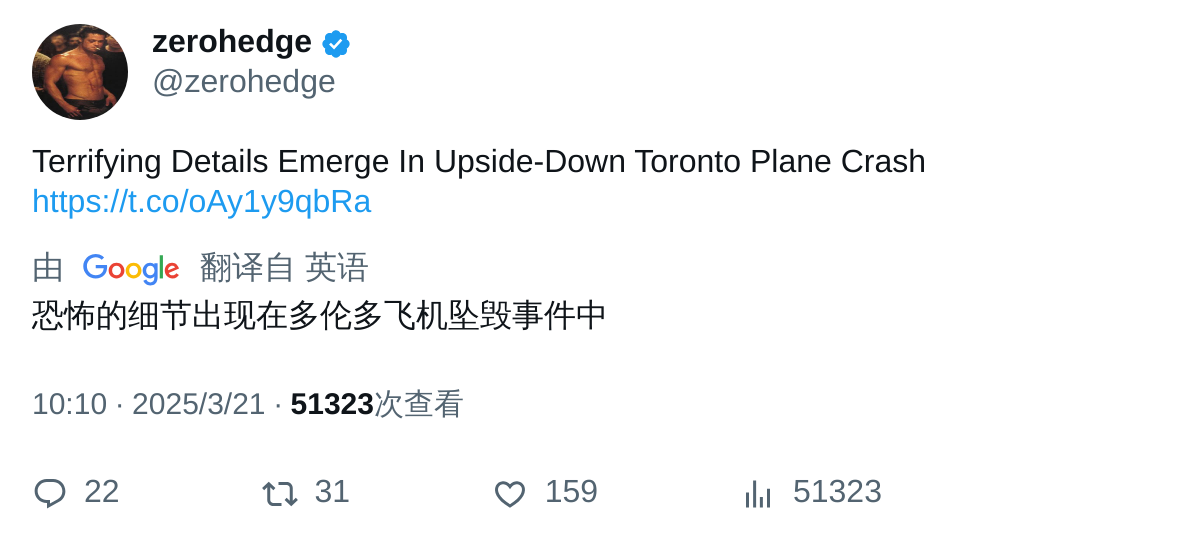 zerohedge
@zerohedge
Terrifying Details Emerge In Upside-Down Toronto Plane Crash
https://t.co/oAy1y9qbRa
由 Google 翻译自 英语
恐怖的细节出现在多伦多飞机坠毁事件中
10:10 · 2025/3/21 · 51323次查看
22 31 159 51323